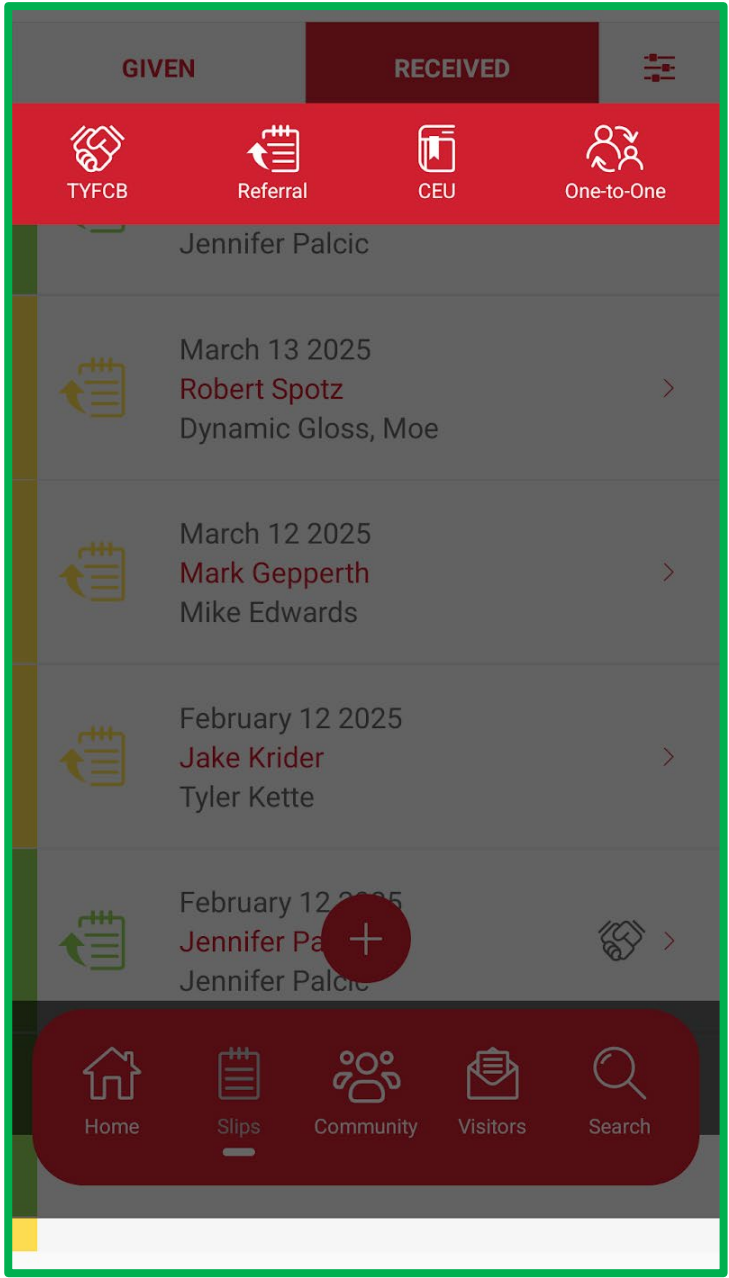 GIVEN RECEIVED
TYFCB Referral CEU One-to-One
Jennifer Palcic
March 13 2025
Robert Spotz
Dynamic Gloss, Moe
March 12 2025
Mark Gepperth
Mike Edwards
February 12 2025
Jake Krider
Tyler Kette
February 12
Jennifer
Jennifer Palcic
Home Slips Community Visitors Search